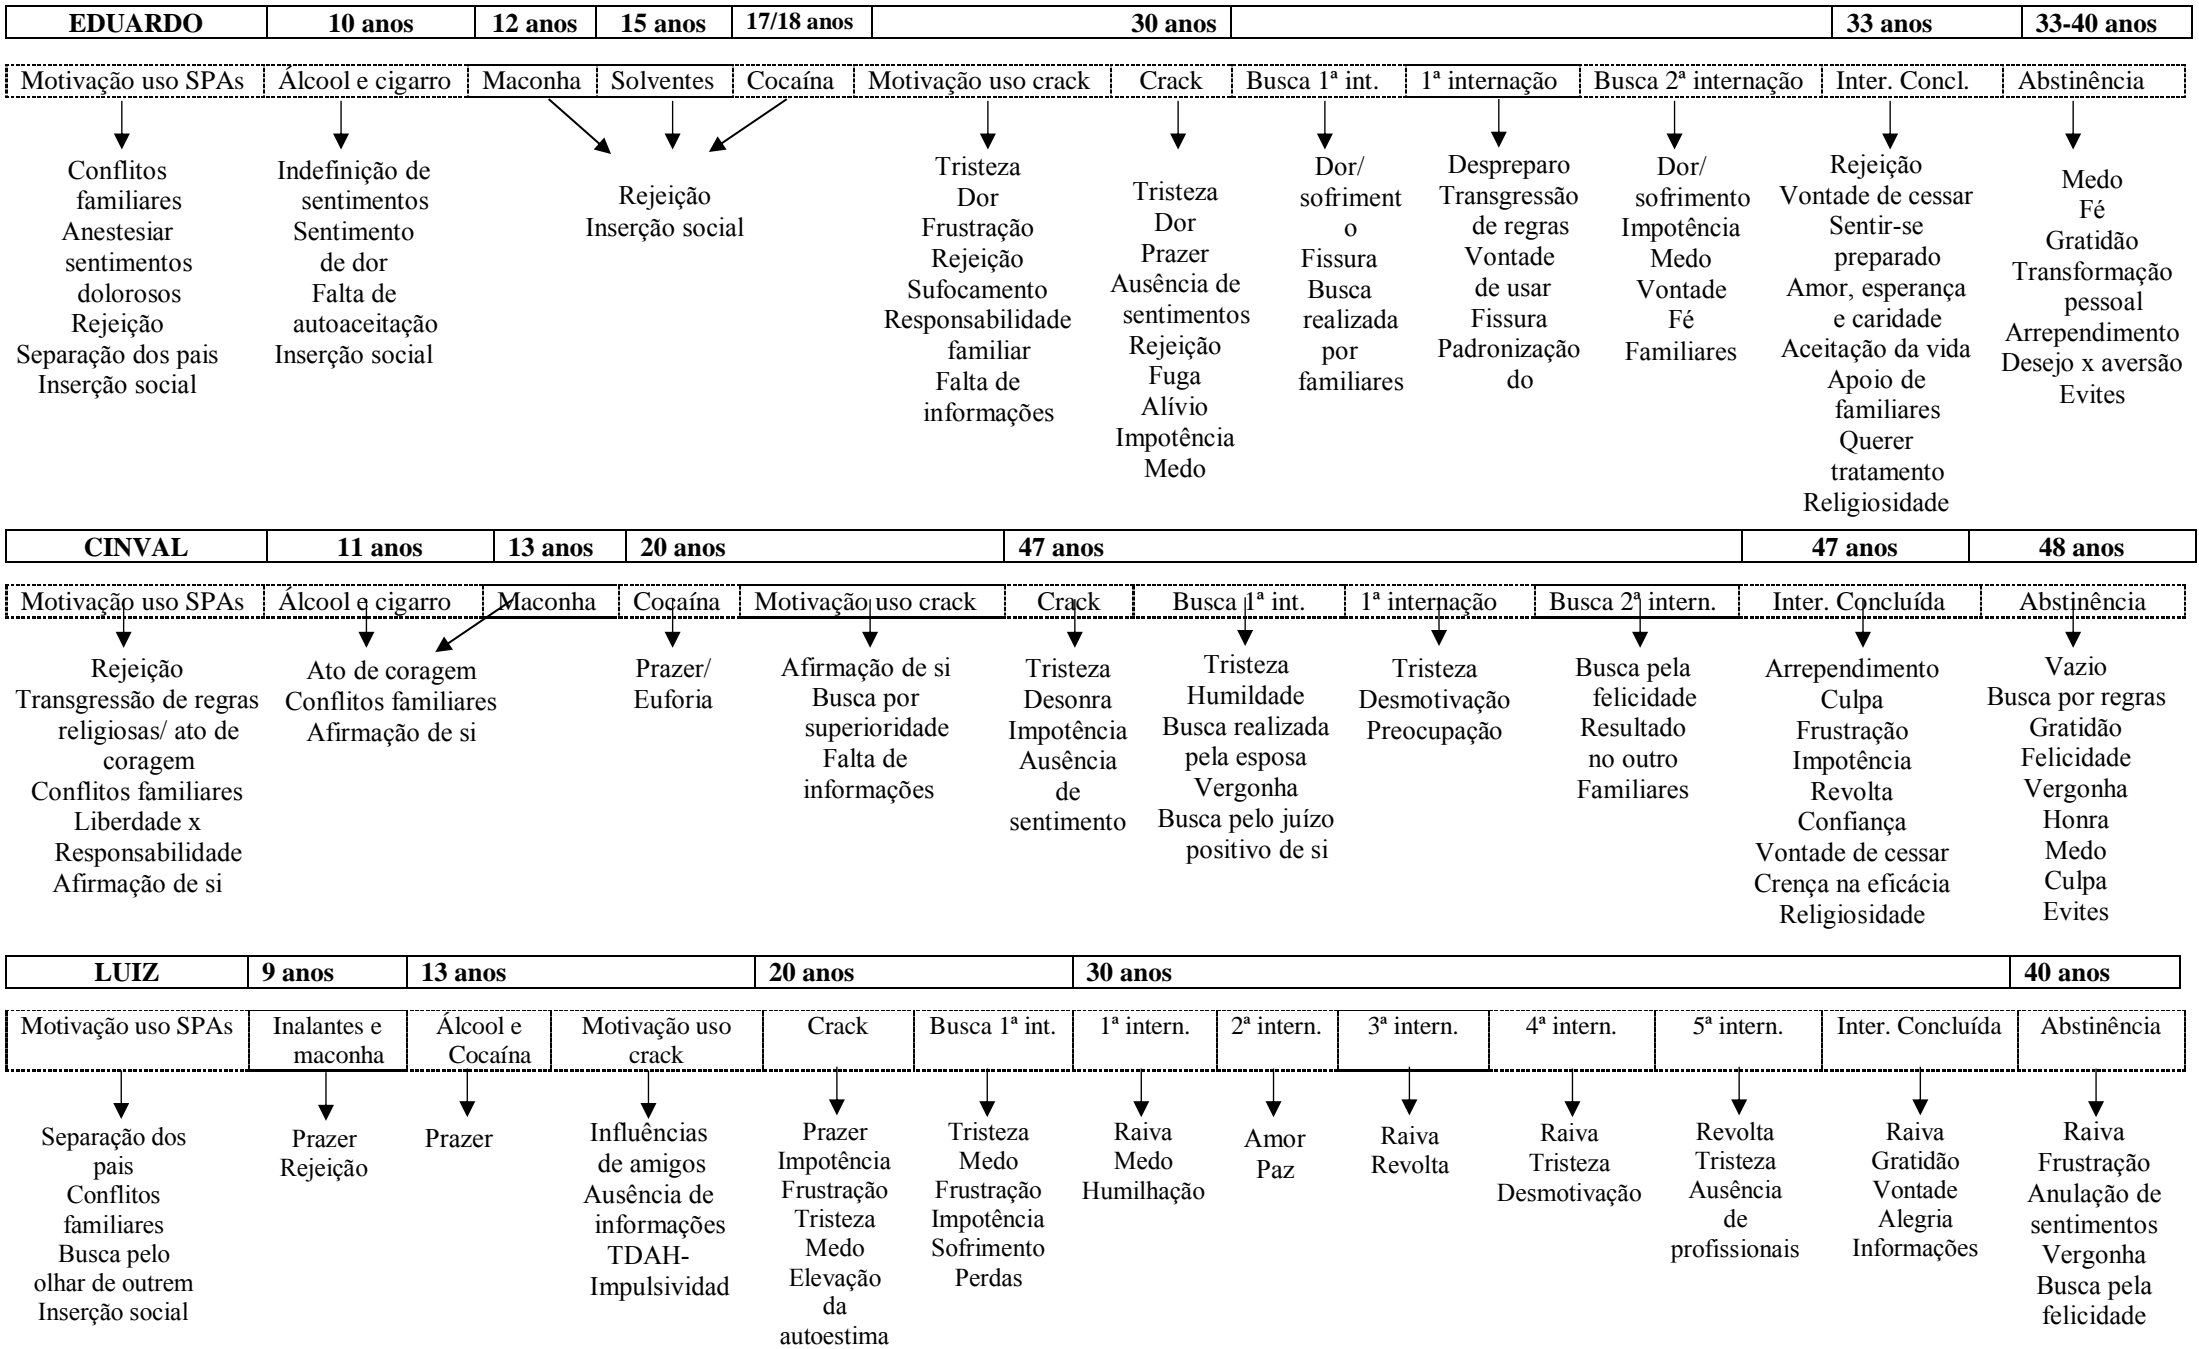 EDUARDO 10 anos 12 anos 15 anos 17/18 anos 30 anos 33 anos 33-40 anos
Motivação uso SPAs Álcool e cigarro Maconha Solventes Cocaína Motivação uso crack Crack Busca 1ª int. 1ª internação Busca 2ª internação Inter. Concl. Abstinência
Conflitos
familiares
Anestesiar
sentimentos
dolorosos
Rejeição
Separação dos pais
Inserção social
Indefinição de
sentimentos
Sentimento
de dor
Falta de
autoaceitação
Inserção social
Rejeição
Inserção social
Tristeza
Dor
Frustração
Rejeição
Sufocamento
Responsabilidade
familiar
Falta de
informações
Tristeza
Dor
Prazer
Ausência de
sentimentos
Rejeição
Fuga
Alívio
Impotência
Medo
Dor/
sofriment
o
Fissura
Busca
realizada
por
familiares
Despreparo
Transgressão
de regras
Vontade
de usar
Fissura
Padronização
do
Dor/
sofrimento
Impotência
Medo
Vontade
Fé
Familiares
Rejeição
Vontade de cessar
Sentir-se
preparado
Amor, esperança
e caridade
Aceitação da vida
Apoio de
familiares
Querer
tratamento
Religiosidade
Medo
Fé
Gratidão
Transformação
pessoal
Arrependimento
Desejo x aversão
Evites
CINVAL 11 anos 13 anos 20 anos 47 anos 47 anos 48 anos
Motivação uso SPAs Álcool e cigarro Maconha Cocaína Motivação uso crack Crack Busca 1ª int. 1ª internação Busca 2ª intern. Inter. Concluída Abstinência
Rejeição
Transgressão de regras
religiosas/ ato de
coragem
Conflitos familiares
Liberdade x
Responsabilidade
Afirmação de si
Ato de coragem
Conflitos familiares
Afirmação de si
Prazer/
Euforia
Afirmação de si
Busca por
superioridade
Falta de
informações
Tristeza
Desonra
Impotência
Ausência
de
sentimento
Tristeza
Humildade
Busca realizada
pela esposa
Vergonha
Busca pelo juízo
positivo de si
Tristeza
Desmotivação
Preocupação
Busca pela
felicidade
Resultado
no outro
Familiares
Arrependimento
Culpa
Frustração
Impotência
Revolta
Confiança
Vontade de cessar
Crença na eficácia
Religiosidade
Vazio
Busca por regras
Gratidão
Felicidade
Vergonha
Honra
Medo
Culpa
Evites
LUIZ 9 anos 13 anos 20 anos 30 anos 40 anos
Motivação uso SPAs Inalantes e Álcool e Motivação uso Crack Busca 1ª int. 1ª intern. 2ª intern. 3ª intern. 4ª intern. 5ª intern. Inter. Concluída Abstinência
maconha Cocaína crack
Separação dos
pais
Conflitos
familiares
Busca pelo
olhar de outrem
Inserção social
Prazer
Rejeição
Prazer
Influências
de amigos
Ausência de
informações
TDAH-
Impulsividad
Prazer
Impotência
Frustração
Tristeza
Medo
Elevação
da
autoestima
Tristeza
Medo
Frustração
Impotência
Sofrimento
Perdas
Raiva
Medo
Humilhação
Amor
Paz
Raiva
Revolta
Raiva
Tristeza
Desmotivação
Revolta
Tristeza
Ausência
de
profissionais
Raiva
Gratidão
Vontade
Alegria
Informações
Raiva
Frustração
Anulação de
sentimentos
Vergonha
Busca pela
felicidade